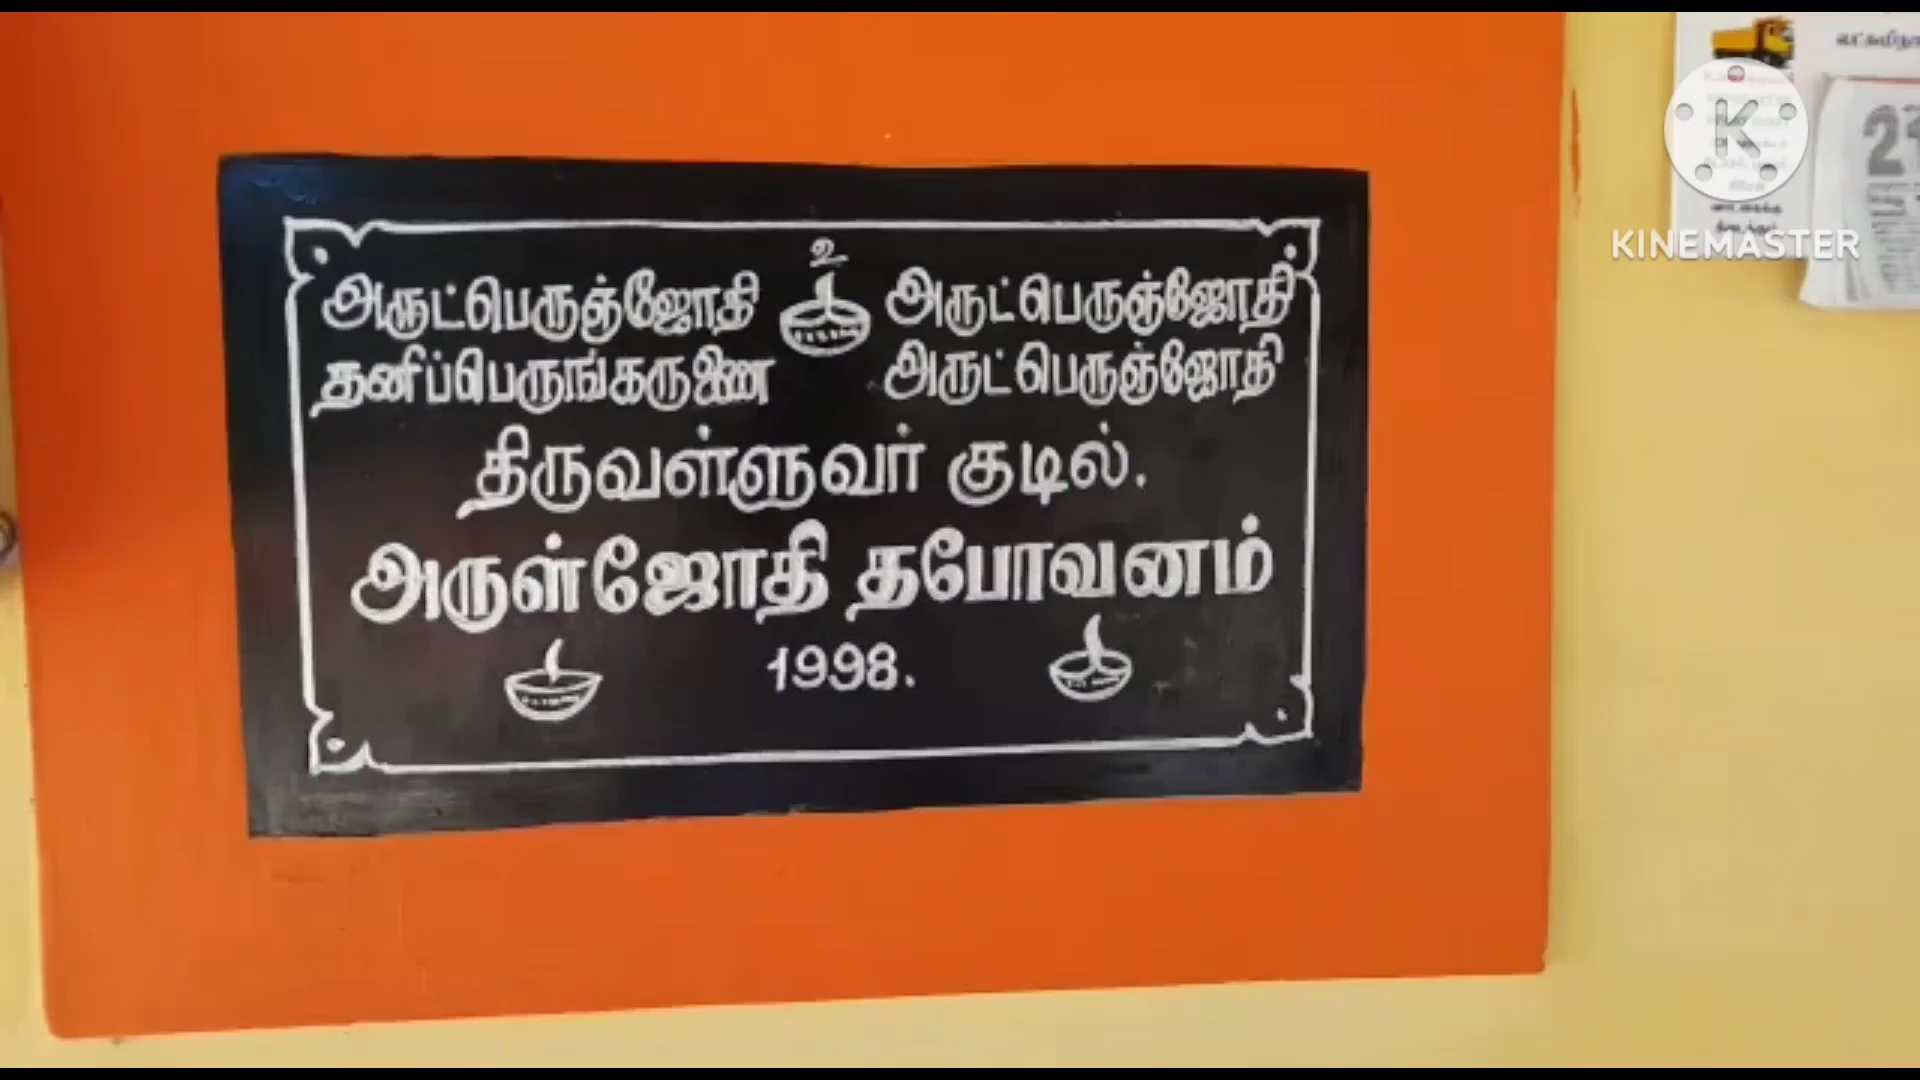 உ
அருட்பெருஞ்ஜோதி அருட்பெருஞ்ஜோதி
தனிப்பெருங்கருணை அருட்பெருஞ்ஜோதி
திருவள்ளுவர் குடில்.
அருள்ஜோதி தபோவனம்
1998.
K
KINEMASTER